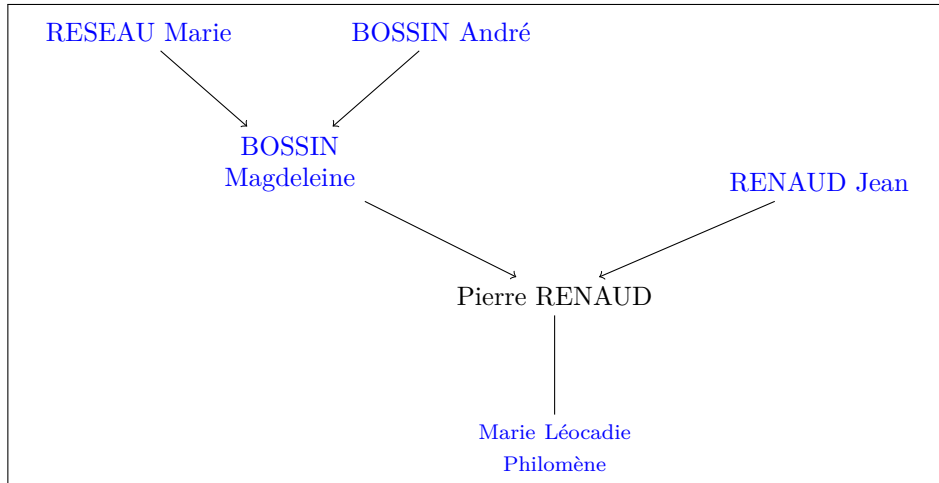 RESEAU Marie
BOSSIN André
BOSSIN
Magdeleine
RENAUD Jean
Pierre RENAUD
Marie Léocadie
Philomène